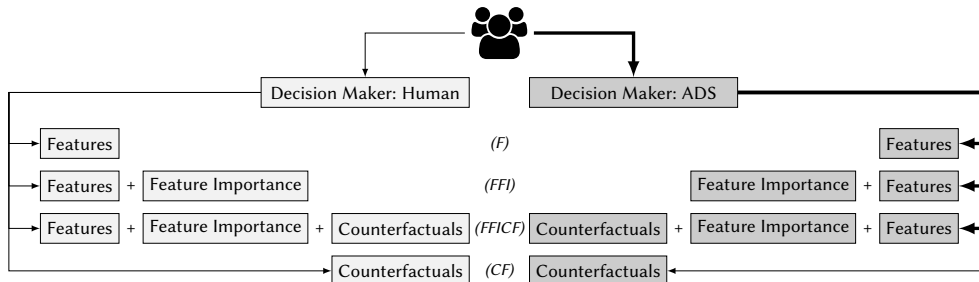 Decision Maker: Human Decision Maker: ADS
Features (F) Features
Features + Feature Importance (FFI) Feature Importance + Features
Features + Feature Importance + Counterfactuals (FFICF) Counterfactuals + Feature Importance + Features
Counterfactuals (CF) Counterfactuals